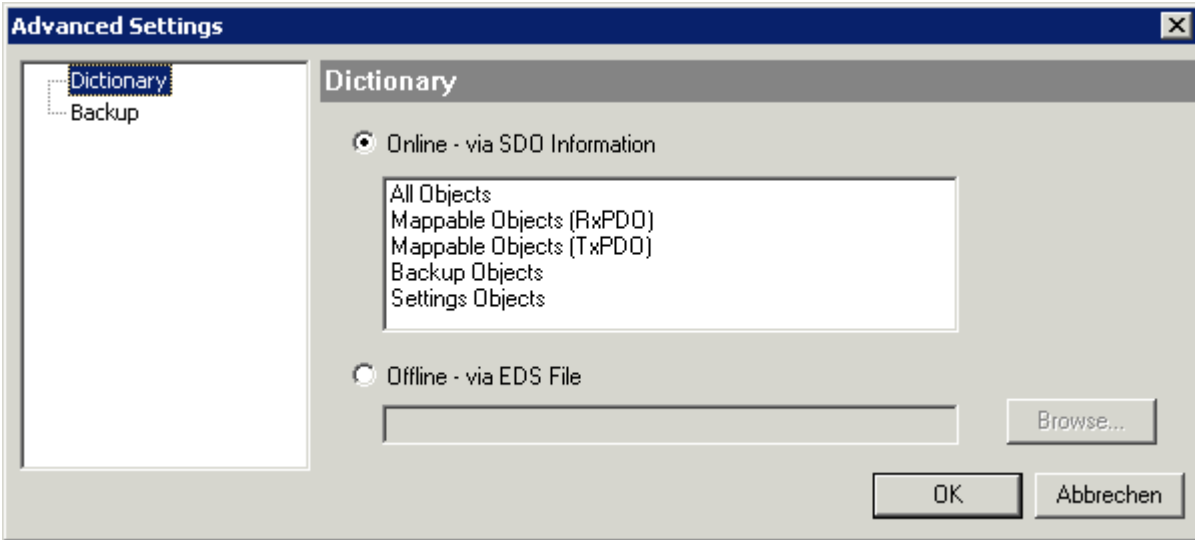 Advanced Settings
Dictionary
Backup
Dictionary
Online - via SDO Information
All Objects
Mappable Objects (RxPDO)
Mappable Objects (TxPDO)
Backup Objects
Settings Objects
Offline - via EDS File
Browse...
OK
Abbrechen